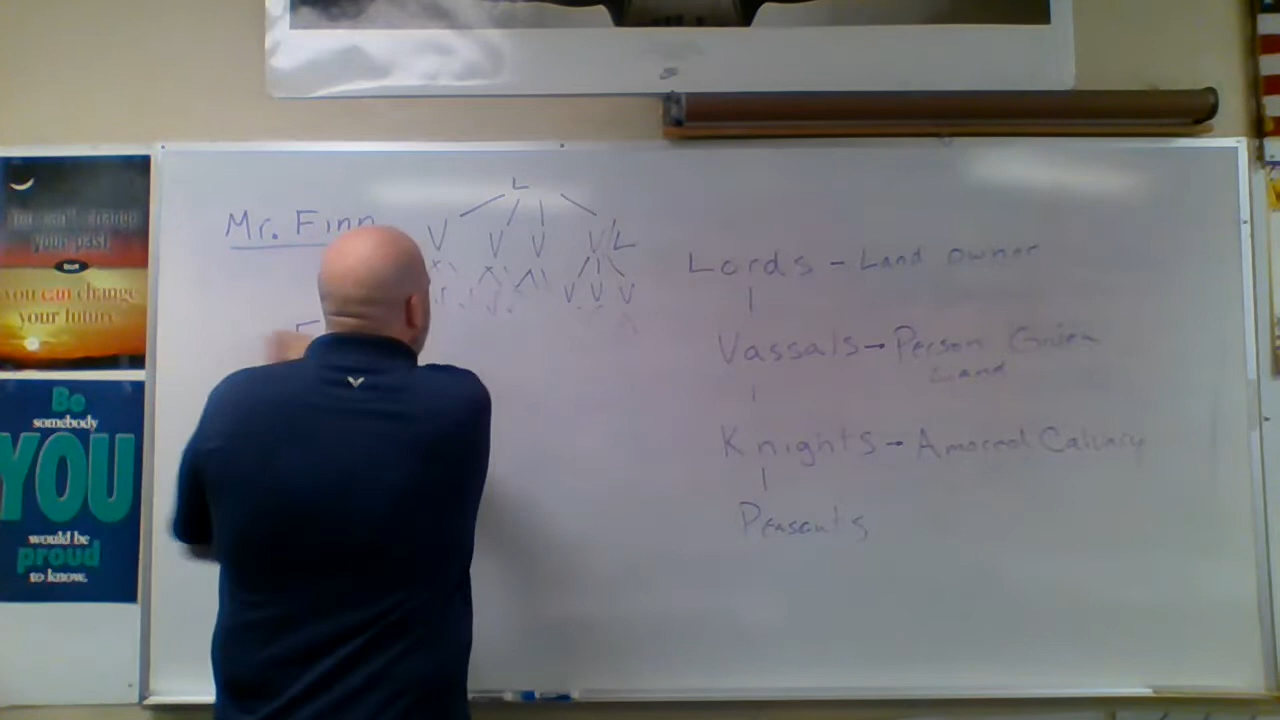 You can't change
your past
BUT
you can change
your future
Be
somebody
YOU
would be
proud
to know.
Mr. Finn
L
V V V V/L
V V V
Lords - Land owner
Vassals - Person Given
Land
Knights - Amored Calvary
Peasants